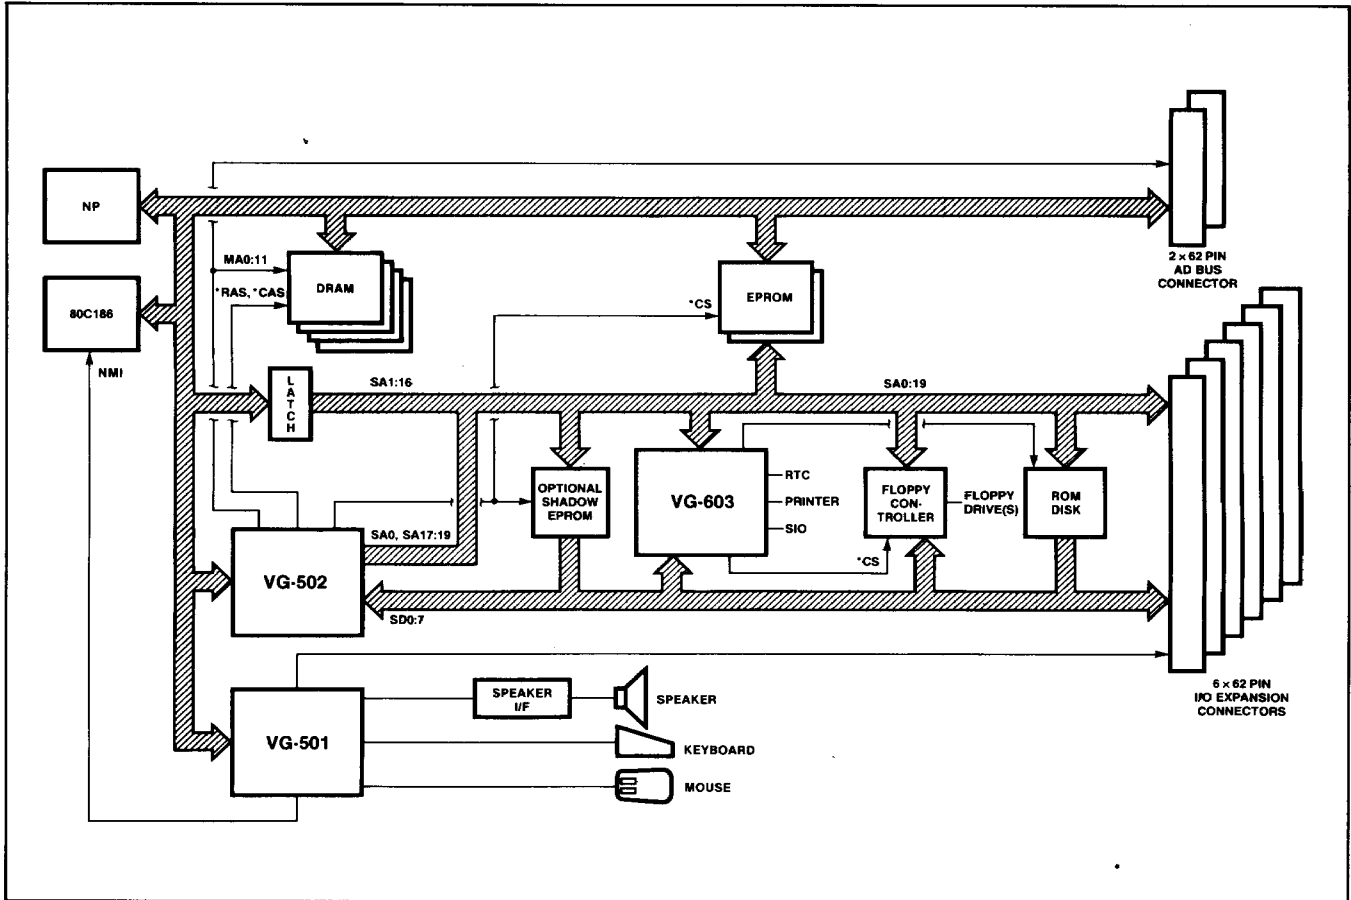 NP
80C186
NMI
MA0:11
*RAS, *CAS
DRAM
*CS
EPROM
2 x 62 PIN
AD BUS
CONNECTOR
L
A
T
C
H
SA1:16
SA0:19
OPTIONAL
SHADOW
EPROM
VG-603
RTC
PRINTER
SIO
FLOPPY
CON-
TROLLER
FLOPPY
DRIVE(S)
ROM
DISK
*CS
SA0, SA17:19
VG-502
SD0:7
6 x 62 PIN
I/O EXPANSION
CONNECTORS
VG-501
SPEAKER
I/F
SPEAKER
KEYBOARD
MOUSE